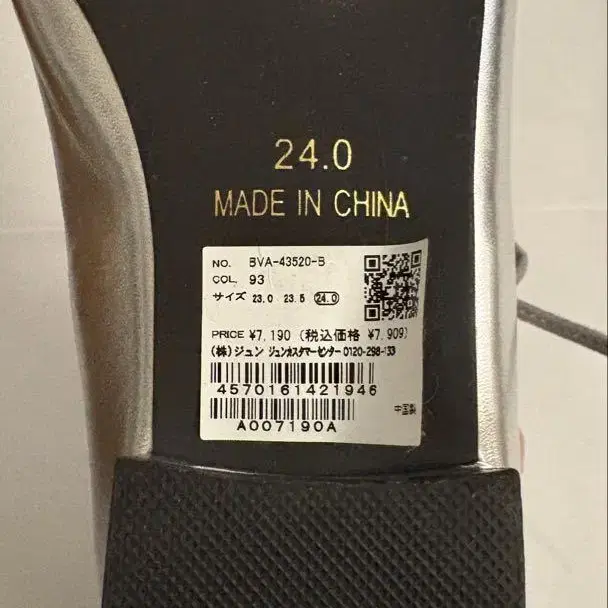 24.0
MADE IN CHINA
NO. BVA-43520-B
COL. 93
サイズ 23.0 23.5 24.0
PRICE ¥7,190 (税込価格 ¥7,909)
(株)ジュン ジュンカスタマーセンター 0120-298-133
4570161421946
中国製
A007190A